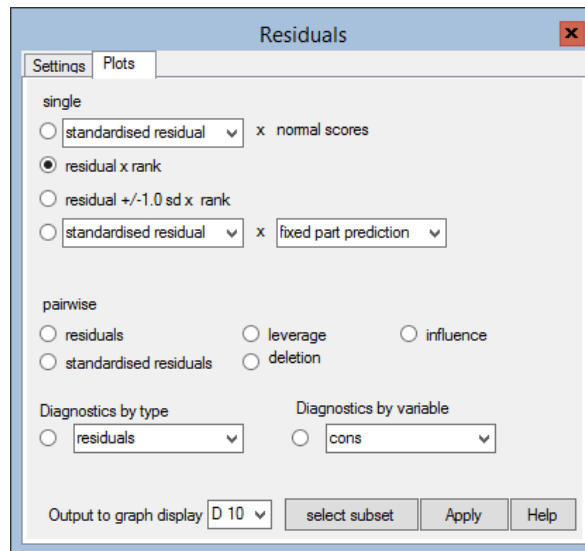 Residuals
Settings Plots
single
standardised residual x normal scores
residual x rank
residual +/-1.0 sd x rank
standardised residual x fixed part prediction
pairwise
residuals leverage influence
standardised residuals deletion
Diagnostics by type Diagnostics by variable
residuals cons
Output to graph display D 10 select subset Apply Help